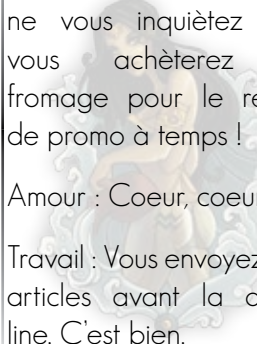 ne vous inquiètez
vous achèterez
fromage pour le re
de promo à temps !
Amour : Coeur, coeu
Travail : Vous envoyez
articles avant la d
line. C'est bien.